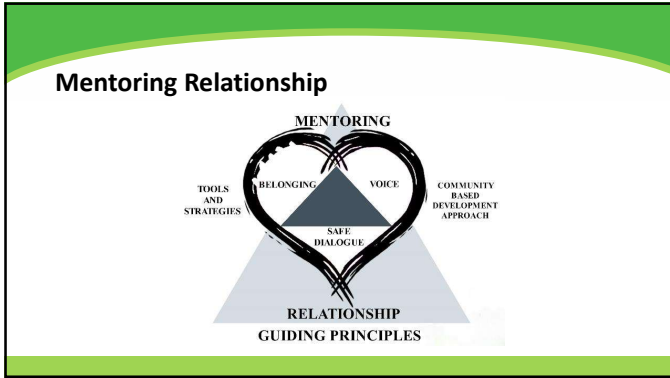 Mentoring Relationship
MENTORING
TOOLS
AND
STRATEGIES
BELONGING
VOICE
COMMUNITY
BASED
DEVELOPMENT
APPROACH
SAFE
DIALOGUE
RELATIONSHIP
GUIDING PRINCIPLES